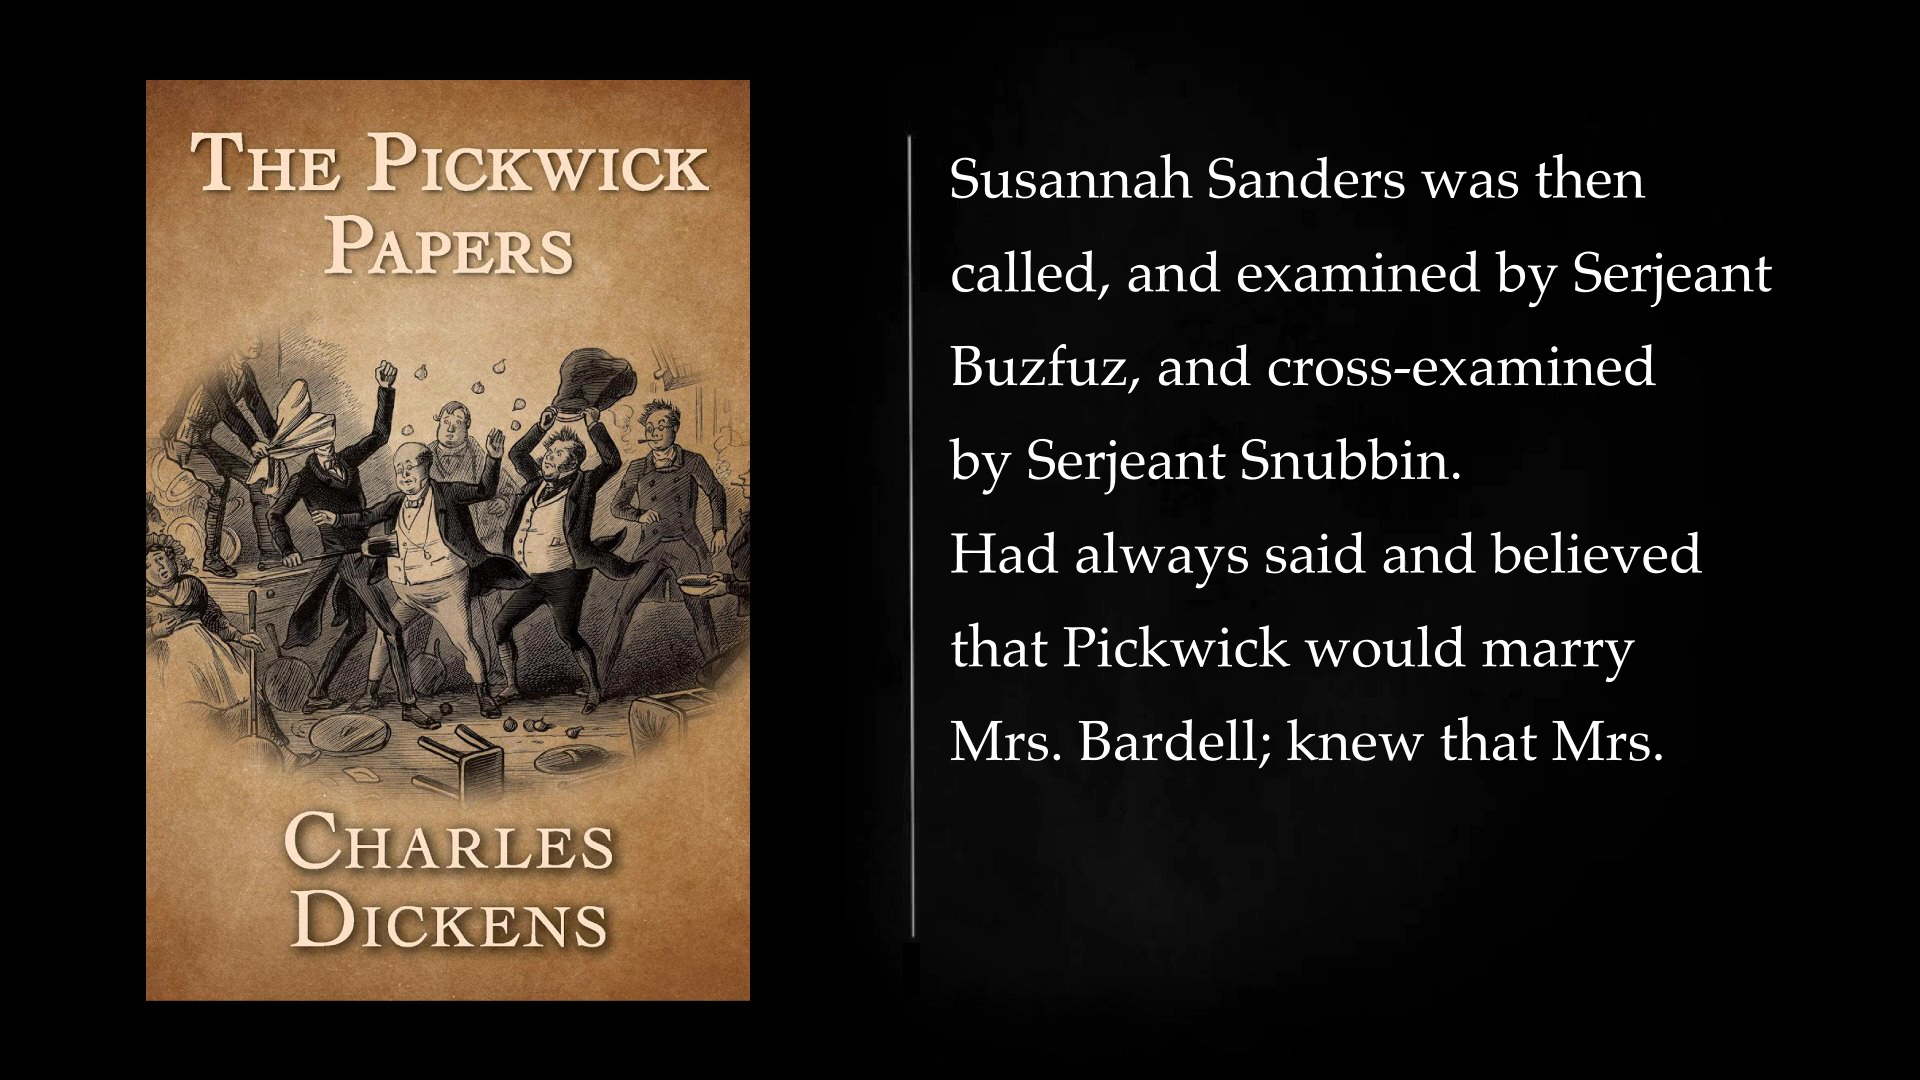 The Pickwick
Papers
Charles
Dickens
Susannah Sanders was then
called, and examined by Serjeant
Buzfuz, and cross-examined
by Serjeant Snubbin.
Had always said and believed
that Pickwick would marry
Mrs. Bardell; knew that Mrs.